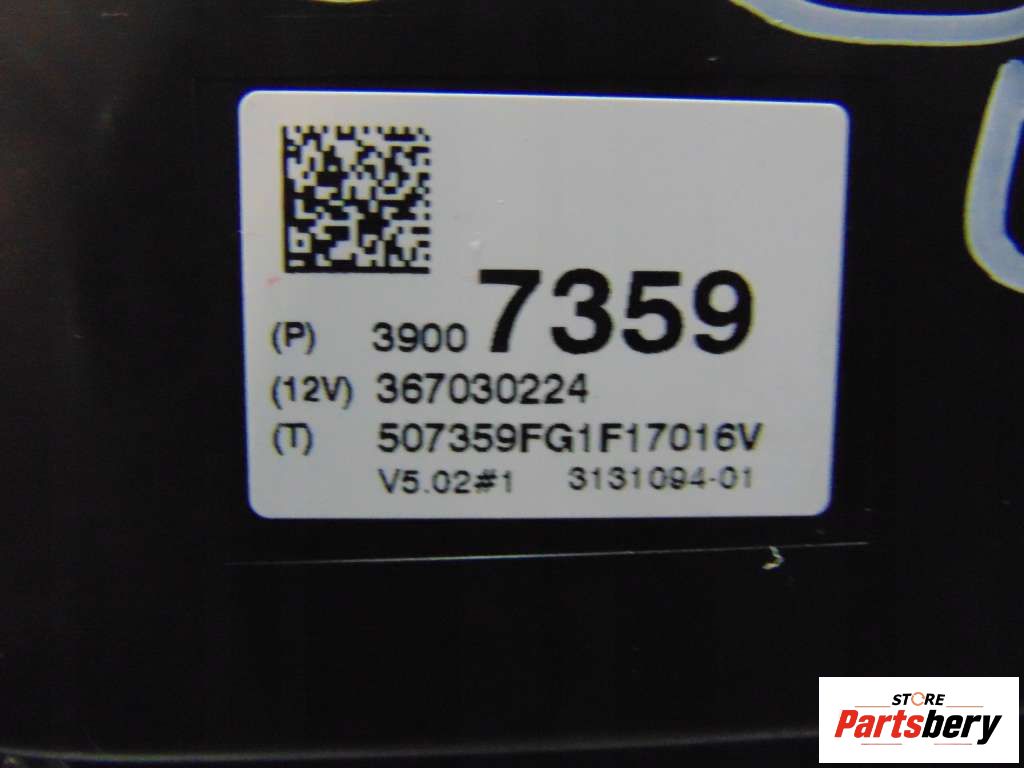 (P) 3900 7359
(12V) 367030224
(T) 507359FG1F17016V
V5.02#1 3131094-01
STORE
Partsbery